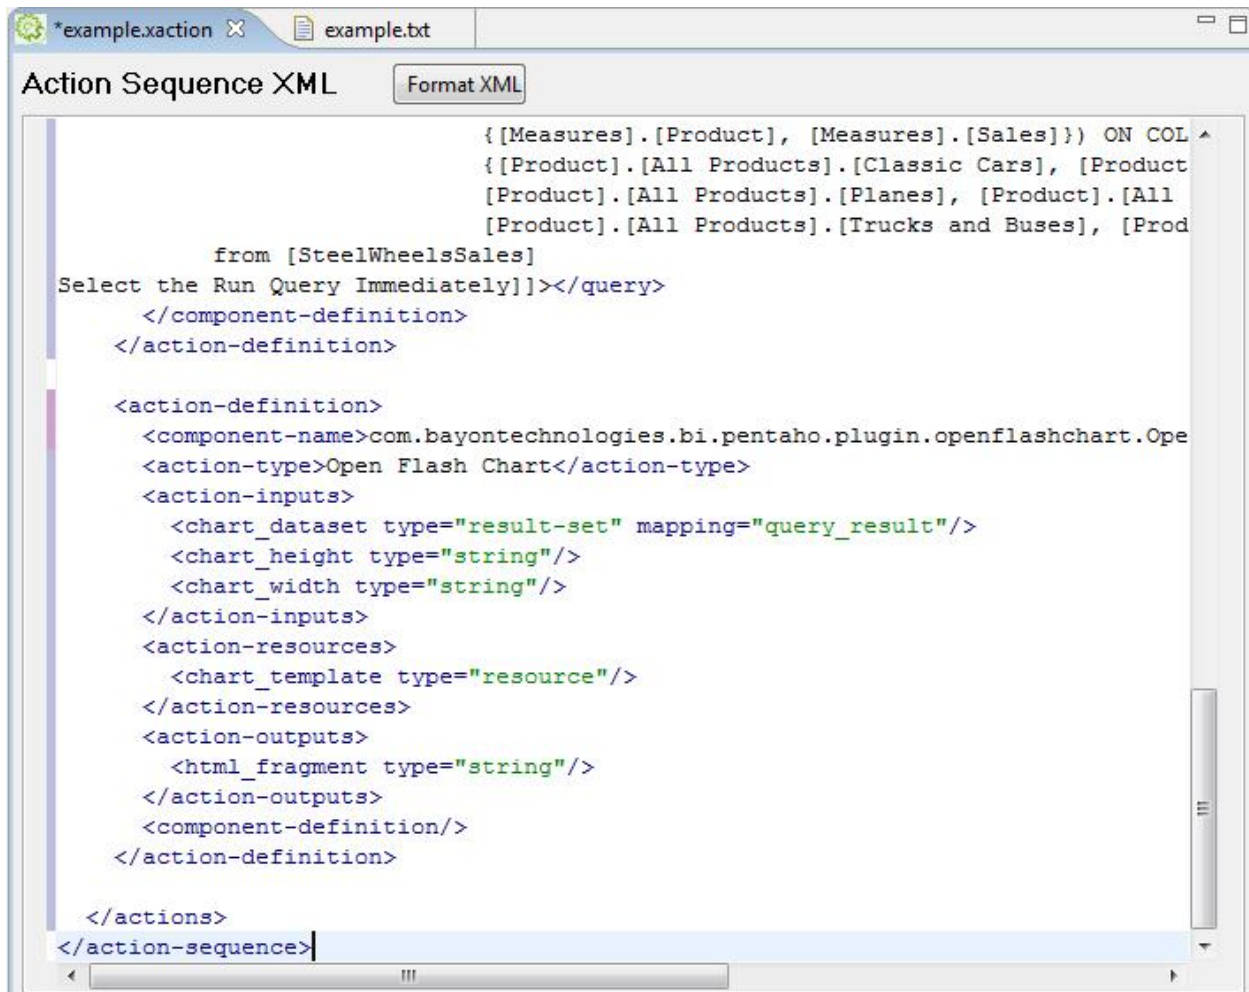 *example.xaction example.txt
Action Sequence XML Format XML
{[Measures].[Product], [Measures].[Sales]}) ON COL
{[Product].[All Products].[Classic Cars], [Product
[Product].[All Products].[Planes], [Product].[All
[Product].[All Products].[Trucks and Buses], [Prod
from [SteelWheelsSales]
Select the Run Query Immediately]]></query>
</component-definition>
</action-definition>
<action-definition>
<component-name>com.bayontechnologies.bi.pentaho.plugin.openflashchart.Ope
<action-type>Open Flash Chart</action-type>
<action-inputs>
<chart_dataset type="result-set" mapping="query_result"/>
<chart_height type="string"/>
<chart_width type="string"/>
</action-inputs>
<action-resources>
<chart_template type="resource"/>
</action-resources>
<action-outputs>
<html_fragment type="string"/>
</action-outputs>
<component-definition/>
</action-definition>
</actions>
</action-sequence>